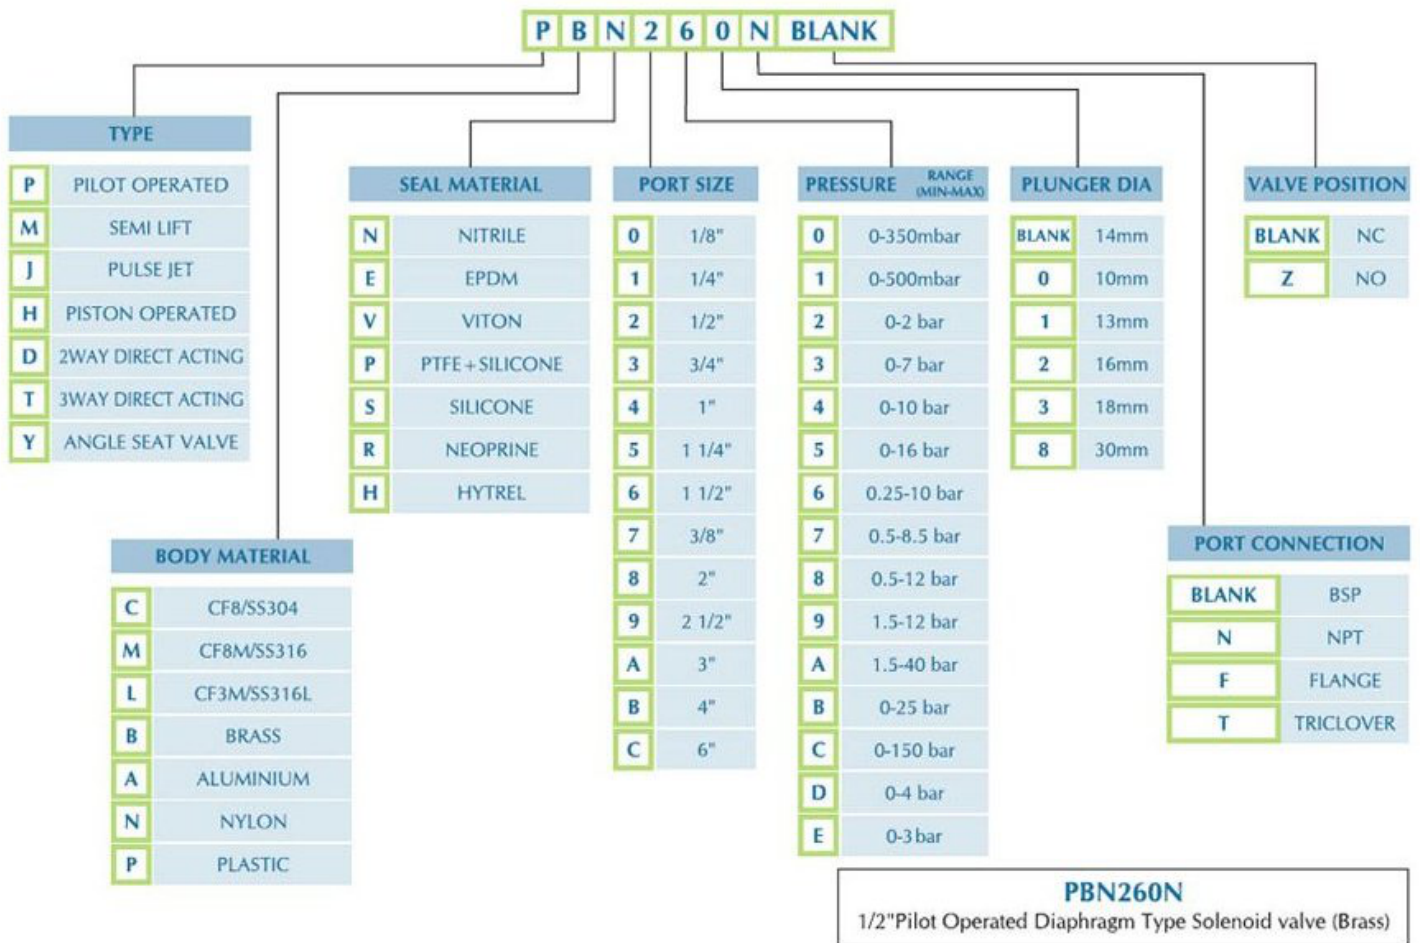 P B N 2 6 0 N BLANK
TYPE
P PILOT OPERATED
M SEMI LIFT
J PULSE JET
H PISTON OPERATED
D 2WAY DIRECT ACTING
T 3WAY DIRECT ACTING
Y ANGLE SEAT VALVE
BODY MATERIAL
C CF8/SS304
M CF8M/SS316
L CF3M/SS316L
B BRASS
A ALUMINIUM
N NYLON
P PLASTIC
SEAL MATERIAL
N NITRILE
E EPDM
V VITON
P PTFE+SILICONE
S SILICONE
R NEOPRINE
H HYTREL
PORT SIZE
0 1/8"
1 1/4"
2 1/2"
3 3/4"
4 1"
5 1 1/4"
6 1 1/2"
7 3/8"
8 2"
9 2 1/2"
A 3"
B 4"
C 6"
PRESSURE RANGE (MIN-MAX)
0 0-350mbar
1 0-500mbar
2 0-2 bar
3 0-7 bar
4 0-10 bar
5 0-16 bar
6 0.25-10 bar
7 0.5-8.5 bar
8 0.5-12 bar
9 1.5-12 bar
A 1.5-40 bar
B 0-25 bar
C 0-150 bar
D 0-4 bar
E 0-3 bar
PLUNGER DIA
BLANK 14mm
0 10mm
1 13mm
2 16mm
3 18mm
8 30mm
VALVE POSITION
BLANK NC
Z NO
PORT CONNECTION
BLANK BSP
N NPT
F FLANGE
T TRICLOVER
PBN260N
1/2"Pilot Operated Diaphragm Type Solenoid valve (Brass)